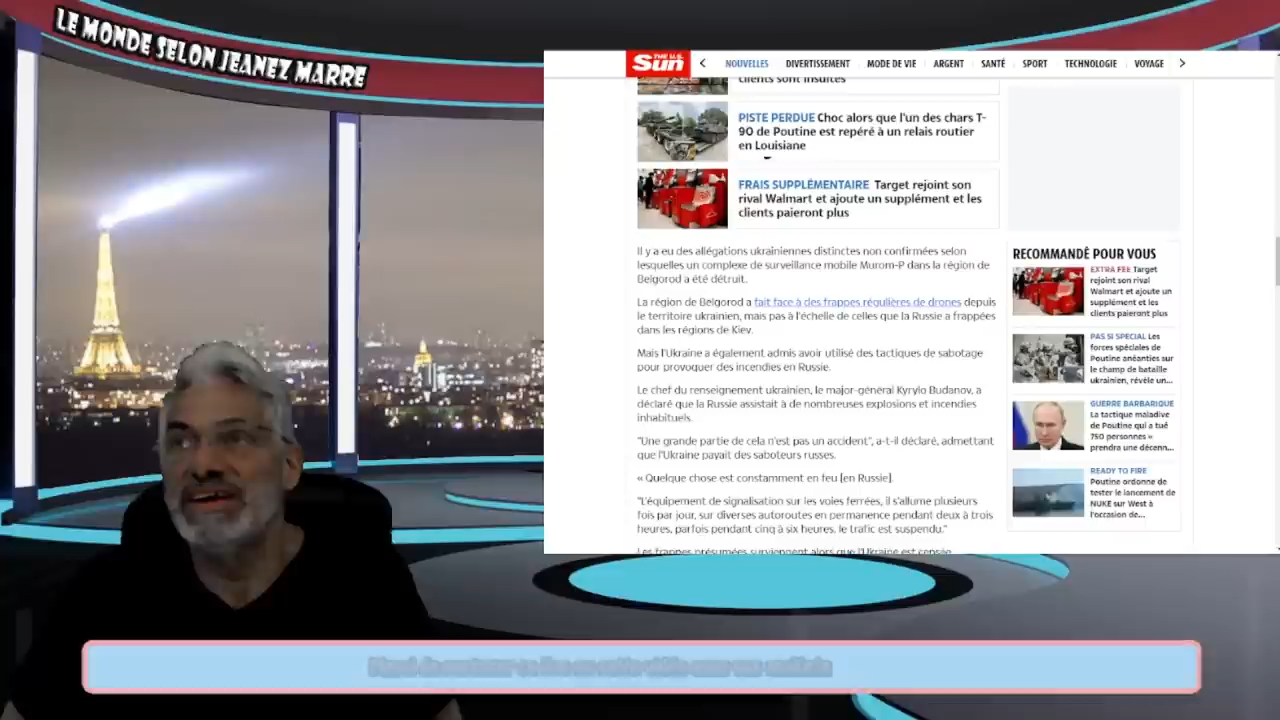 LE MONDE SELON JEANEZ MARRE
THE U.S.
Sun
NOUVELLES DIVERTISSEMENT MODE DE VIE ARGENT SANTÉ SPORT TECHNOLOGIE VOYAGE
clients sont insultés
PISTE PERDUE Choc alors que l'un des chars T-
90 de Poutine est repéré à un relais routier
en Louisiane
FRAIS SUPPLÉMENTAIRE Target rejoint son
rival Walmart et ajoute un supplément et les
clients paieront plus
Il y a eu des allégations ukrainiennes distinctes non confirmées selon
lesquelles un complexe de surveillance mobile Murom-P dans la région de
Belgorod a été détruit.
La région de Belgorod a fait face à des frappes régulières de drones depuis
le territoire ukrainien, mais pas à l'échelle de celles que la Russie a frappées
dans les régions de Kiev.
Mais l'Ukraine a également admis avoir utilisé des tactiques de sabotage
pour provoquer des incendies en Russie.
Le chef du renseignement ukrainien, le major-général Kyrylo Budanov, a
déclaré que la Russie assistait à de nombreuses explosions et incendies
inhabituels.
"Une grande partie de cela n'est pas un accident", a-t-il déclaré, admettant
que l'Ukraine payait des saboteurs russes.
« Quelque chose est constamment en feu [en Russie].
"L'équipement de signalisation sur les voies ferrées, il s'allume plusieurs
fois par jour, sur diverses autoroutes en permanence pendant deux à trois
heures, parfois pendant cinq à six heures, le trafic est suspendu."
Les frappes présumées surviennent alors que l'Ukraine est censée
RECOMMANDÉ POUR VOUS
EXTRA FEE Target
rejoint son rival
Walmart et ajoute un
supplément et les
clients paieront plus
PAS SI SPÉCIAL Les
forces spéciales de
Poutine anéanties sur
le champ de bataille
ukrainien, révèle un...
GUERRE BARBARIQUE
La tactique maladive
de Poutine qui a tué
750 personnes «
prendra une décenn...
READY TO FIRE
Poutine ordonne de
tester le lancement de
NUKE sur West à
l'occasion de...